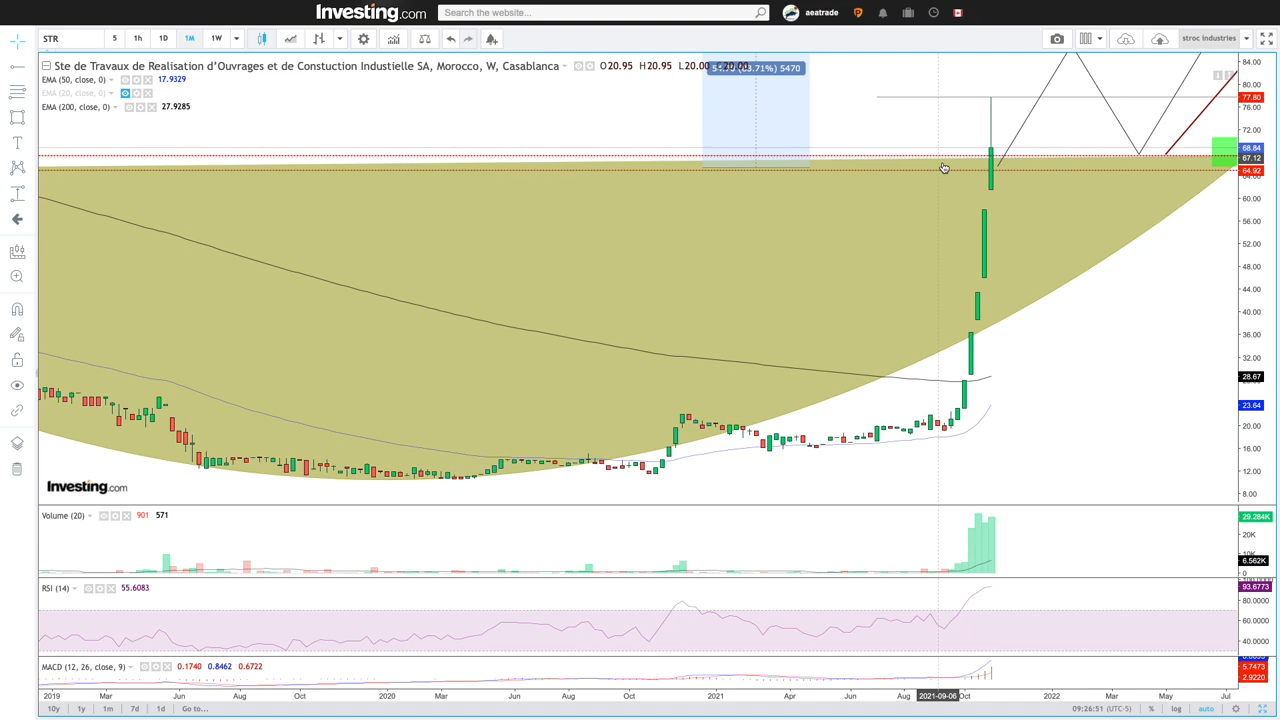 Investing.com Search the website... aeatrade
STR 5 1h 1D 1M 1W stroc industries
Ste de Travaux de Realisation d'Ouvrages et de Constuction Industielle SA, Morocco, W, Casablanca O20.95 H20.95 L20.00 C20.00
(83.71%) 5470
EMA (50, close, 0) 17.9329
EMA (20, close, 0)
EMA (200, close, 0) 27.9285
84.00
80.00
77.80
76.00
72.00
68.84
67.12
64.92
60.00
56.00
52.00
48.00
44.00
40.00
36.00
32.00
28.67
23.64
20.00
16.00
12.00
8.00
Investing.com
Volume (20) 901 571
29.284K
20K
10K
6.562K
0
RSI (14) 55.6083
93.6773
80.0000
60.0000
40.0000
MACD (12, 26, close, 9) 0.1740 0.8462 0.6722
5.7473
2.9220
2019 Mar Jun Aug Oct 2020 Mar Jun Aug Oct 2021 Apr Jun Aug 2021-09-06 Oct 2022 Mar May Jul
10y 1y 1m 7d 1d Go to... 09:26:51 (UTC-5) % log auto